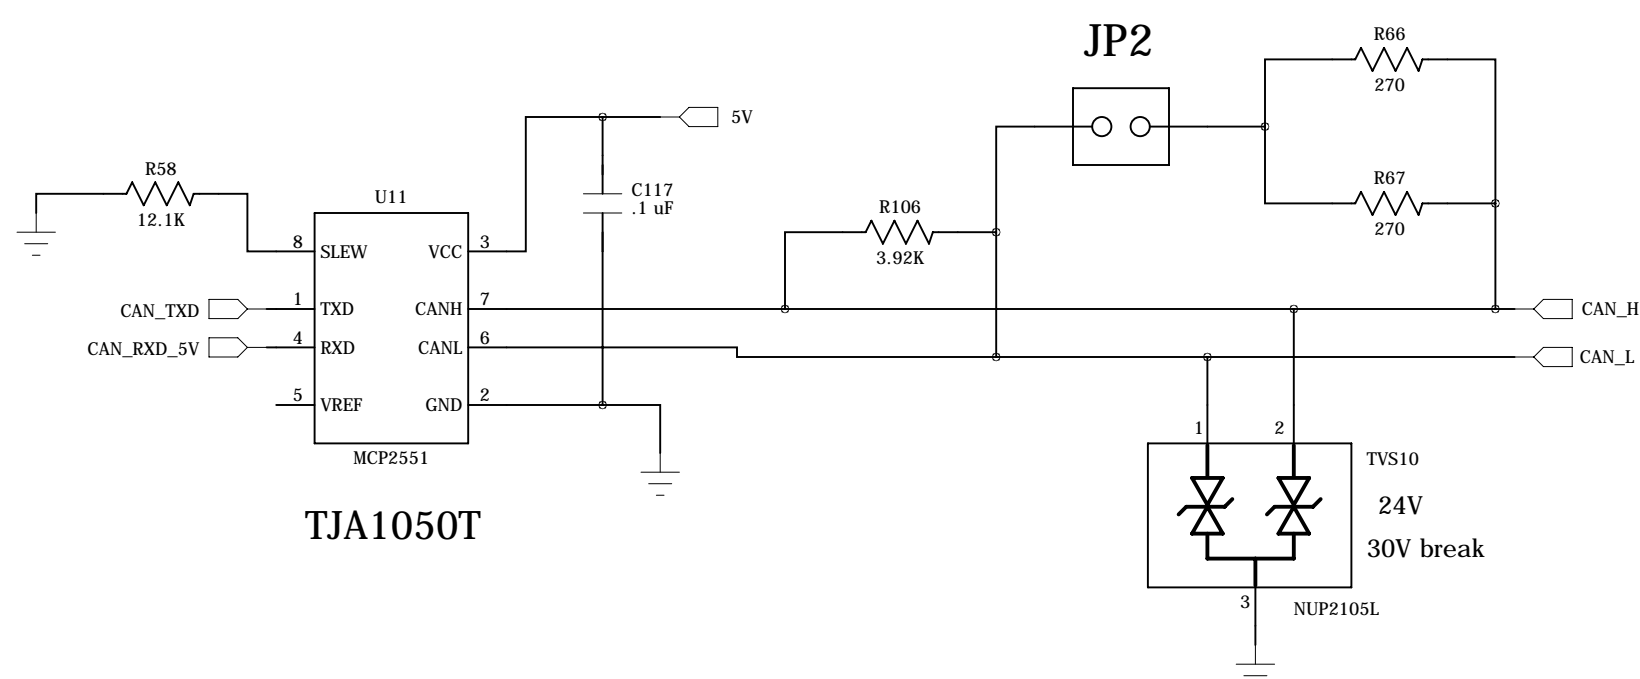 JP2
R66
270
5V
R58
12.1K
U11
C117
.1 uF
R67
270
R106
3.92K
8 SLEW VCC 3
CAN_TXD 1 TXD CANH 7 CAN_H
CAN_RXD_5V 4 RXD CANL 6 CAN_L
5 VREF GND 2
MCP2551
TJA1050T
1 2
TVS10
24V
30V break
3
NUP2105L